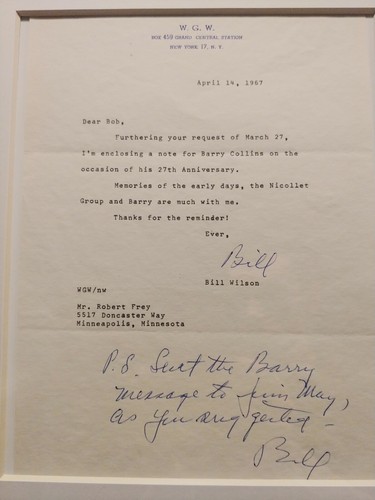 W. G. W.
BOX 459 GRAND CENTRAL STATION
NEW YORK 17, N. Y.
April 14, 1967
Dear Bob,
Furthering your request of March 27,
I'm enclosing a note for Barry Collins on the
occasion of his 27th Anniversary.
Memories of the early days, the Nicollet
Group and Barry are much with me.
Thanks for the reminder!
Ever,
Bill
Bill Wilson
WGW/nw
Mr. Robert Frey
5517 Doncaster Way
Minneapolis, Minnesota
P.S. Sent the Barry
message to Jim May,
as you suggested —
Bill